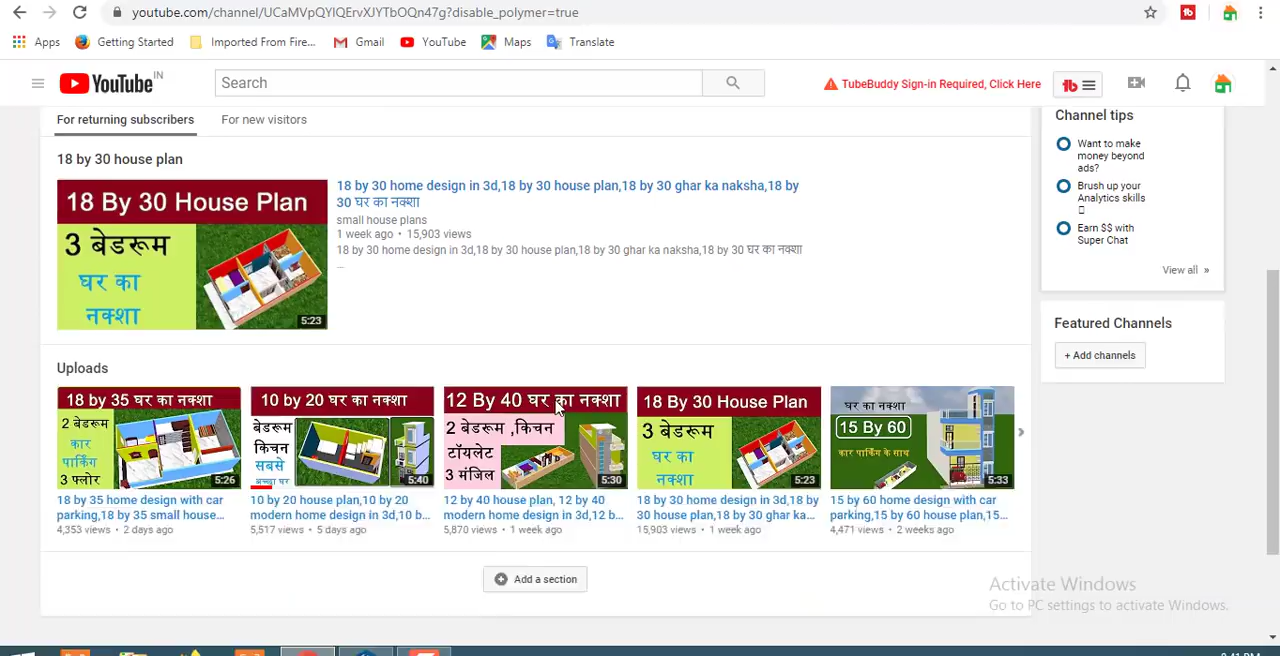 youtube.com/channel/UCaMVpQYlQErvXJYTbOQn47g?disable_polymer=true
Apps Getting Started Imported From Fire... Gmail YouTube Maps Translate
YouTube IN
Search
TubeBuddy Sign-in Required, Click Here
tb
For returning subscribers For new visitors
18 by 30 house plan
18 By 30 House Plan
3 बेडरूम
घर का
नक्शा
5:23
18 by 30 home design in 3d,18 by 30 house plan,18 by 30 ghar ka naksha,18 by
30 घर का नक्शा
small house plans
1 week ago • 15,903 views
18 by 30 home design in 3d,18 by 30 house plan,18 by 30 ghar ka naksha,18 by 30 घर का नक्शा
...
Channel tips
Want to make
money beyond
ads?
Brush up your
Analytics skills
Earn $$ with
Super Chat
View all »
Featured Channels
+ Add channels
Uploads
18 by 35 घर का नक्शा
2 बेडरूम
कार
पार्किंग
3 फ्लोर
5:26
18 by 35 home design with car
parking,18 by 35 small house...
4,353 views • 2 days ago
10 by 20 घर का नक्शा
बेडरूम
किचन
सबसे
अच्छा घर
5:40
10 by 20 house plan,10 by 20
modern home design in 3d,10 b...
5,517 views • 5 days ago
12 By 40 घर का नक्शा
2 बेडरूम ,किचन
टॉयलेट
3 मंजिल
5:30
12 by 40 house plan, 12 by 40
modern home design in 3d,12 b...
5,870 views • 1 week ago
18 By 30 House Plan
3 बेडरूम
घर का
नक्शा
5:23
18 by 30 home design in 3d,18 by
30 house plan,18 by 30 ghar ka...
15,903 views • 1 week ago
घर का नक्शा
15 By 60
कार पार्किंग के साथ
5:33
15 by 60 home design with car
parking,15 by 60 house plan,15...
4,471 views • 2 weeks ago
Add a section
Activate Windows
Go to PC settings to activate Windows.